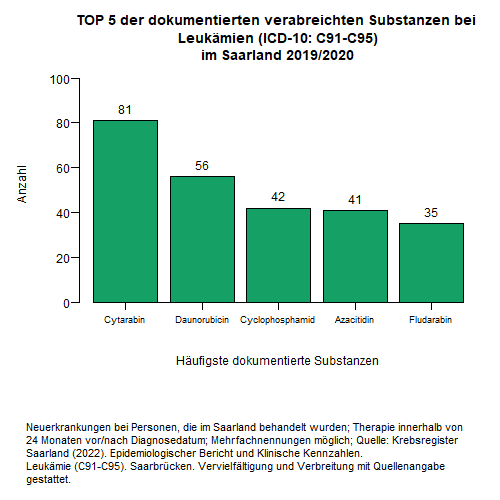 TOP 5 der dokumentierten verabreichten Substanzen bei
Leukämien (ICD-10: C91-C95)
im Saarland 2019/2020
Anzahl
100
80
60
40
20
0
81
56
42
41
35
Cytarabin Daunorubicin Cyclophosphamid Azacitidin Fludarabin
Häufigste dokumentierte Substanzen
Neuerkrankungen bei Personen, die im Saarland behandelt wurden; Therapie innerhalb von
24 Monaten vor/nach Diagnosedatum; Mehrfachnennungen möglich; Quelle: Krebsregister
Saarland (2022). Epidemiologischer Bericht und Klinische Kennzahlen.
Leukämie (C91-C95). Saarbrücken. Vervielfältigung und Verbreitung mit Quellenangabe
gestattet.